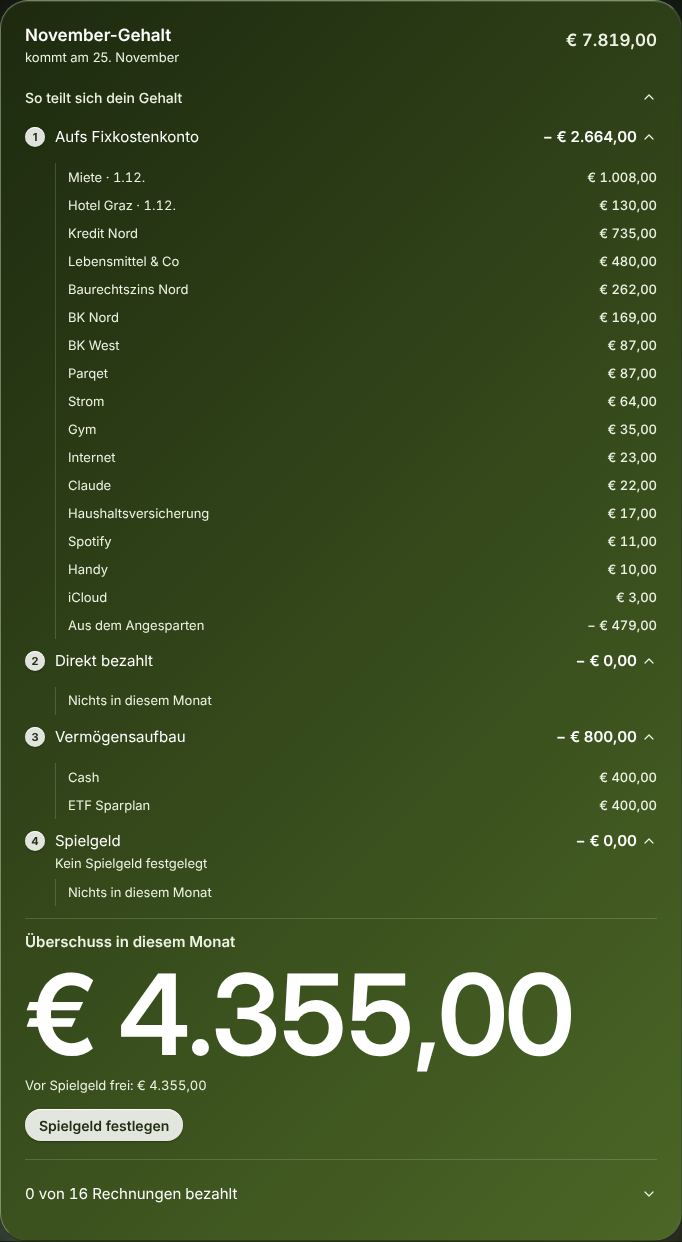 November-Gehalt
€ 7.819,00
kommt am 25. November
So teilt sich dein Gehalt
1 Aufs Fixkostenkonto – € 2.664,00
Miete · 1.12. € 1.008,00
Hotel Graz · 1.12. € 130,00
Kredit Nord € 735,00
Lebensmittel & Co € 480,00
Baurechtszins Nord € 262,00
BK Nord € 169,00
BK West € 87,00
Parqet € 87,00
Strom € 64,00
Gym € 35,00
Internet € 23,00
Claude € 22,00
Haushaltsversicherung € 17,00
Spotify € 11,00
Handy € 10,00
iCloud € 3,00
Aus dem Angesparten – € 479,00
2 Direkt bezahlt – € 0,00
Nichts in diesem Monat
3 Vermögensaufbau – € 800,00
Cash € 400,00
ETF Sparplan € 400,00
4 Spielgeld – € 0,00
Kein Spielgeld festgelegt
Nichts in diesem Monat
Überschuss in diesem Monat
€ 4.355,00
Vor Spielgeld frei: € 4.355,00
Spielgeld festlegen
0 von 16 Rechnungen bezahlt